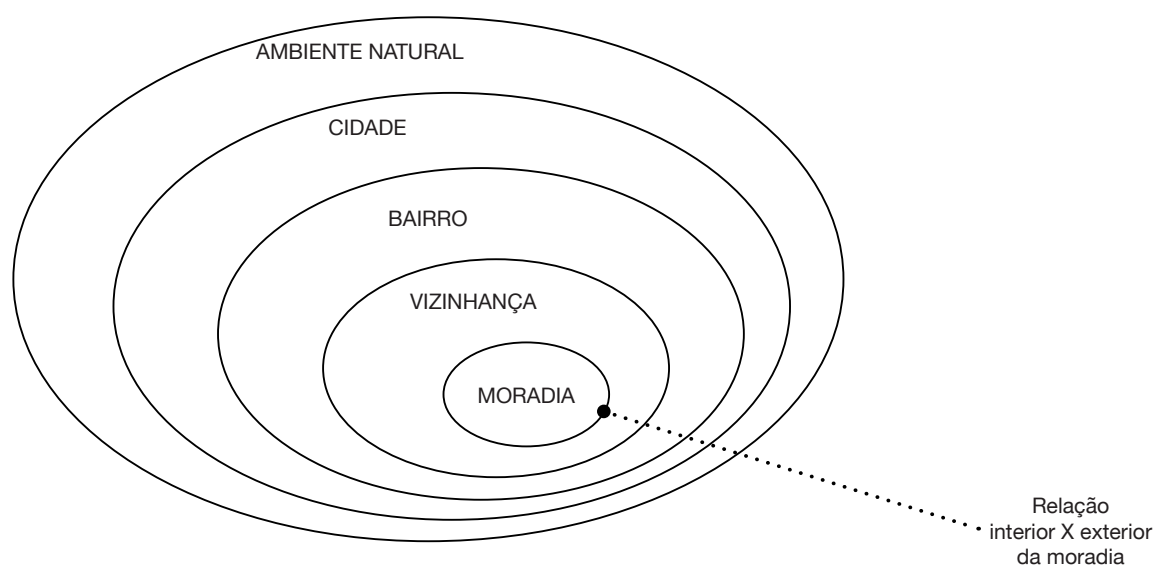 AMBIENTE NATURAL
CIDADE
BAIRRO
VIZINHANÇA
MORADIA
Relação
interior X exterior
da moradia